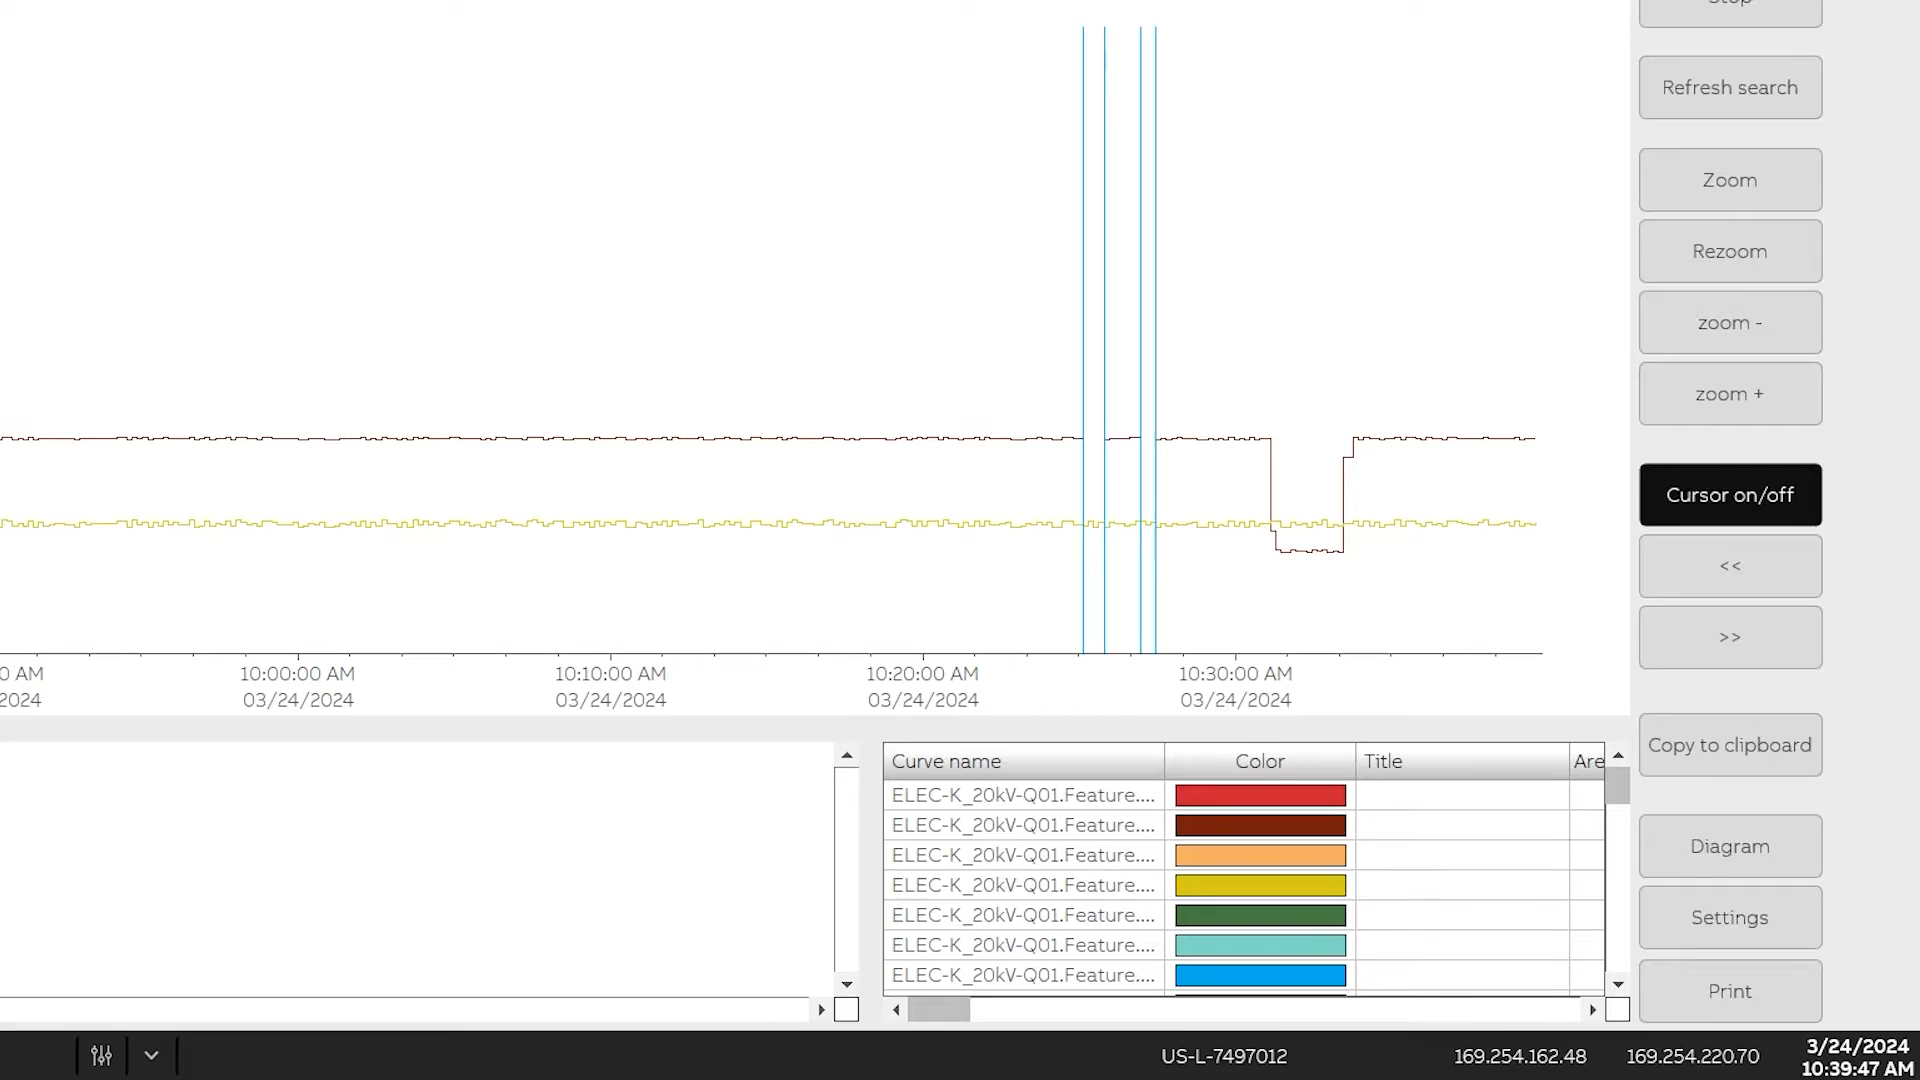 Stop
Refresh search
Zoom
Rezoom
zoom -
zoom +
Cursor on/off
<<
>>
0 AM 10:00:00 AM 10:10:00 AM 10:20:00 AM 10:30:00 AM
2024 03/24/2024 03/24/2024 03/24/2024 03/24/2024
Copy to clipboard
Curve name Color Title Are
ELEC-K_20kV-Q01.Feature....
ELEC-K_20kV-Q01.Feature....
ELEC-K_20kV-Q01.Feature....
ELEC-K_20kV-Q01.Feature....
ELEC-K_20kV-Q01.Feature....
ELEC-K_20kV-Q01.Feature....
ELEC-K_20kV-Q01.Feature....
Diagram
Settings
Print
US-L-7497012 169.254.162.48 169.254.220.70 3/24/2024
10:39:47 AM